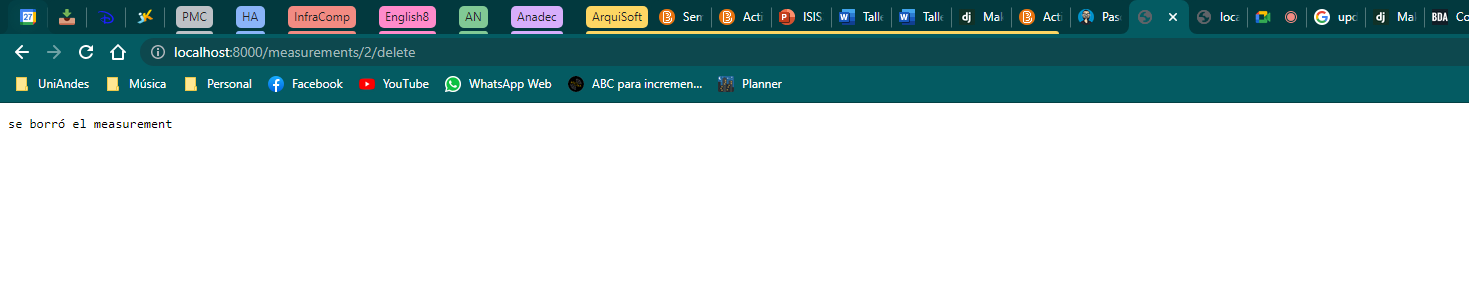 27 PMC HA InfraComp English8 AN Anadec ArquiSoft Sen Acti ISIS Talle Talle dj Mak Acti Pas loca upd dj Mal BDA Co
localhost:8000/measurements/2/delete
UniAndes Música Personal Facebook YouTube WhatsApp Web ABC para incremen... Planner
se borró el measurement